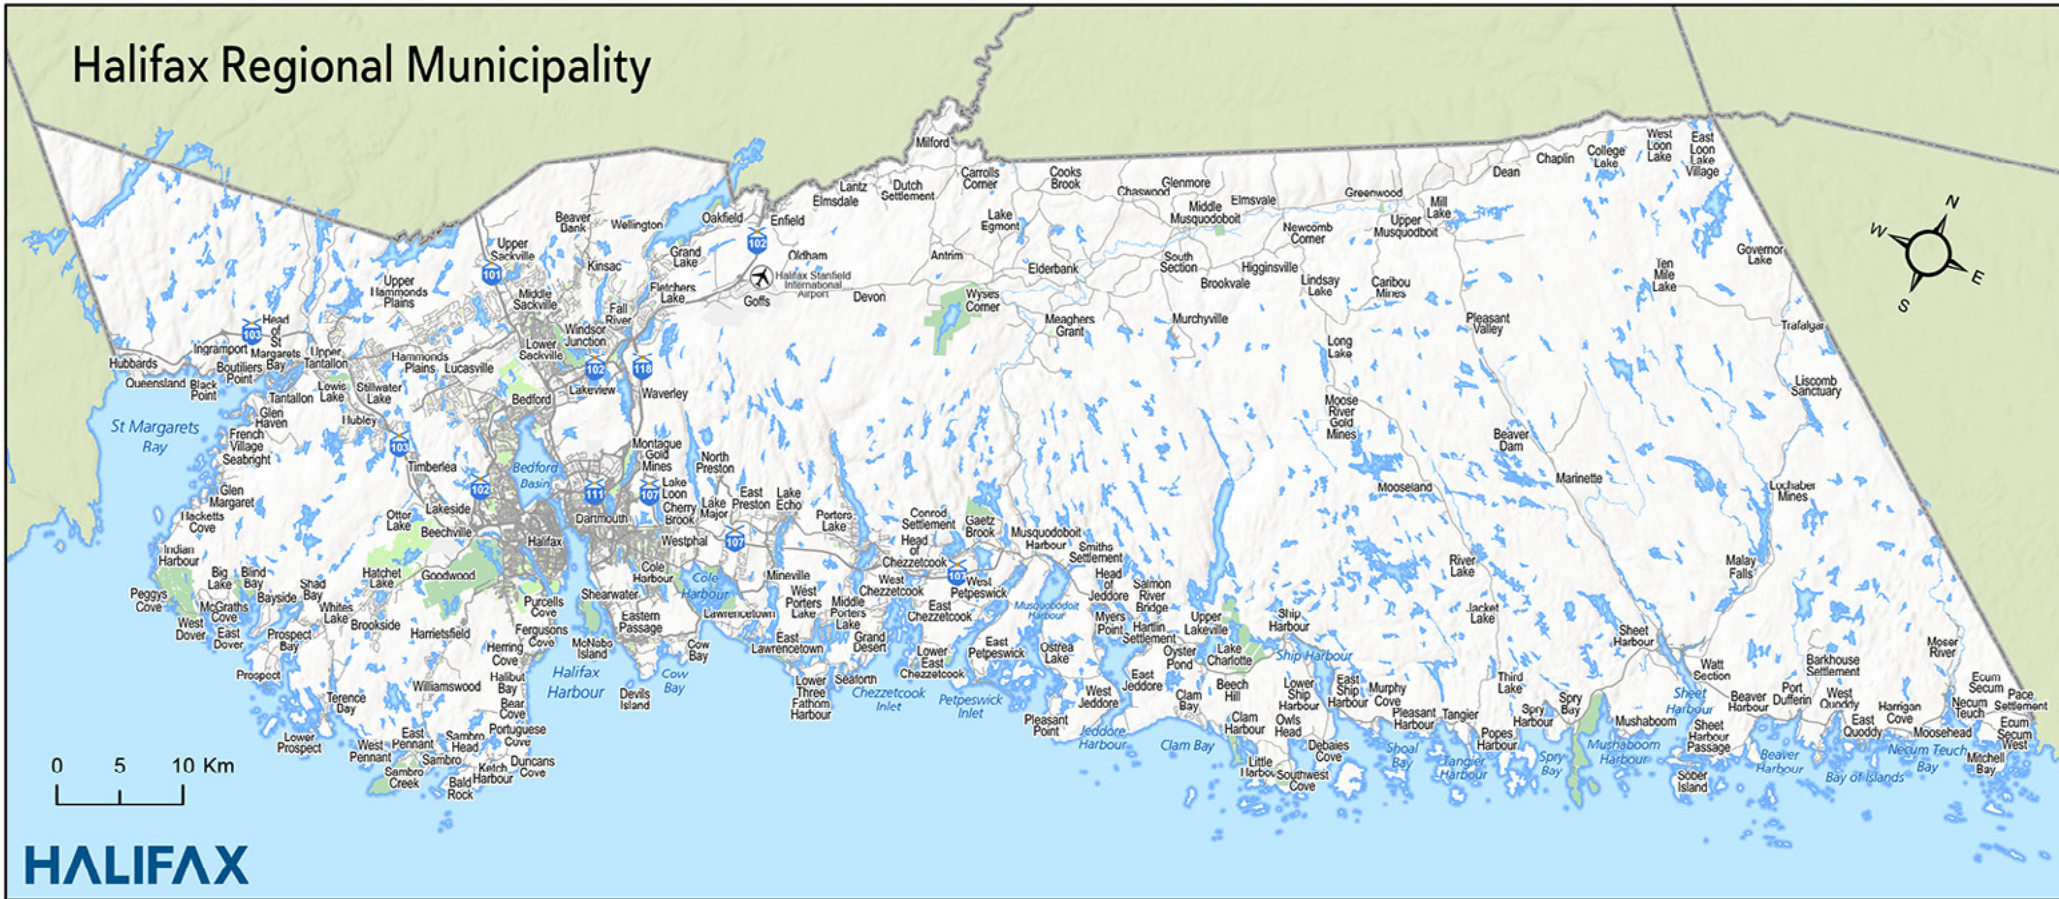 Halifax Regional Municipality
Milford
West
Loon
Lake
East
Loon
Lake
Village
College
Lake
Chaplin
Dean
Carrolls
Corner
Cooks
Brook
Glenmore
Chaswood
Elmsvale
Greenwood
Lantz
Dutch
Settlement
Elmsdale
Middle
Musquodoboit
Mill
Lake
Upper
Musquodboit
Newcomb
Corner
Lake
Egmont
Beaver
Bank
Wellington
Oakfield
Enfield
102
N
W
E
S
Governor
Lake
Upper
Sackville
101
Grand
Lake
Oldham
Antrim
Kinsac
Halifax Stanfield
International
Airport
Elderbank
South
Section
Higginsville
Brookvale
Lindsay
Lake
Caribou
Mines
Ten
Mile
Lake
Upper
Hammonds
Plains
Middle
Sackville
Fletchers
Lake
Goffs
Devon
Wyses
Corner
Fall
River
Meaghers
Grant
Murchyville
Pleasant
Valley
Trafalgar
Head
of
St
Margarets
Bay
103
Windsor
Junction
Lower
Sackville
Ingramport
Hubbards
Boutiliers
Point
Upper
Tantallon
Hammonds
Plains
Lucasville
102
118
Long
Lake
Queensland
Black
Point
Lewis
Lake
Stillwater
Lake
Lakeview
Waverley
Bedford
Tantallon
Liscomb
Sanctuary
Glen
Haven
Hubley
Moose
River
Gold
Mines
St Margarets
Bay
French
Village
Seabright
103
Montague
Gold
Mines
Beaver
Dam
Timberlea
Bedford
Basin
North
Preston
102
111
107
Lake
Loon
Cherry
Brook
Lake
Major
East
Preston
Lake
Echo
Mooseland
Marinette
Lochaber
Mines
Glen
Margaret
Hacketts
Cove
Otter
Lake
Lakeside
Beechville
Dartmouth
Porters
Lake
Conrod
Settlement
Gaetz
Brook
Musquodoboit
Harbour
Indian
Harbour
Halifax
Westphal
107
Head
of
Chezzetcook
107
Smiths
Settlement
Big
Lake
Blind
Bay
Shad
Bay
Bayside
Hatchet
Lake
Goodwood
Cole
Harbour
Cole
Harbour
Mineville
West
Chezzetcook
West
Petpeswick
Head
of
Jeddore
Salmon
River
Bridge
River
Lake
Malay
Falls
Peggys
Cove
McGraths
Cove
Whites
Lake
Brookside
Purcells
Cove
Shearwater
West
Porters
Lake
Middle
Porters
Lake
East
Chezzetcook
Musquodoboit
Harbour
Myers
Point
Hartlin
Settlement
Upper
Lakeville
Ship
Harbour
Jacket
Lake
West
Dover
East
Dover
Prospect
Bay
Harrietsfield
Fergusons
Cove
McNabs
Island
Eastern
Passage
Lawrencetown
East
Lawrencetown
Grand
Desert
East
Petpeswick
Ostrea
Lake
Oyster
Pond
Lake
Charlotte
Ship Harbour
Sheet
Harbour
Moser
River
Prospect
Herring
Cove
Halifax
Harbour
Cow
Bay
Cow
Bay
Lower
East
Chezzetcook
East
Jeddore
Watt
Section
Barkhouse
Settlement
Terence
Bay
Williamswood
Halibut
Bay
Bear
Cove
Devils
Island
Lower
Three
Fathom
Harbour
Seaforth
Chezzetcook
Inlet
Petpeswick
Inlet
West
Jeddore
Clam
Bay
Beech
Hill
Lower
Ship
Harbour
East
Ship
Harbour
Murphy
Cove
Third
Lake
Spry
Bay
Sheet
Harbour
Beaver
Harbour
Port
Dufferin
West
Quoddy
Harrigan
Cove
Ecum
Secum
Necum
Teuch
Pace
Settlement
Lower
Prospect
West
Pennant
East
Pennant
Sambro
Head
Sambro
Portuguese
Cove
Pleasant
Point
Jeddore
Harbour
Clam Bay
Clam
Harbour
Owls
Head
Pleasant
Harbour
Tangier
Spry
Harbour
Popes
Harbour
Mushaboom
Sheet
Harbour
Passage
East
Quoddy
Moosehead
Ecum
Secum
West
Sambro
Creek
Ketch
Harbour
Duncans
Cove
Bald
Rock
Little
Harbour
Southwest
Cove
Debaies
Cove
Shoal
Bay
Tangier
Harbour
Spry
Bay
Mushaboom
Harbour
Sober
Island
Beaver
Harbour
Bay of Islands
Necum Teuch
Bay
Mitchell
Bay
0 5 10 Km
HALIFAX